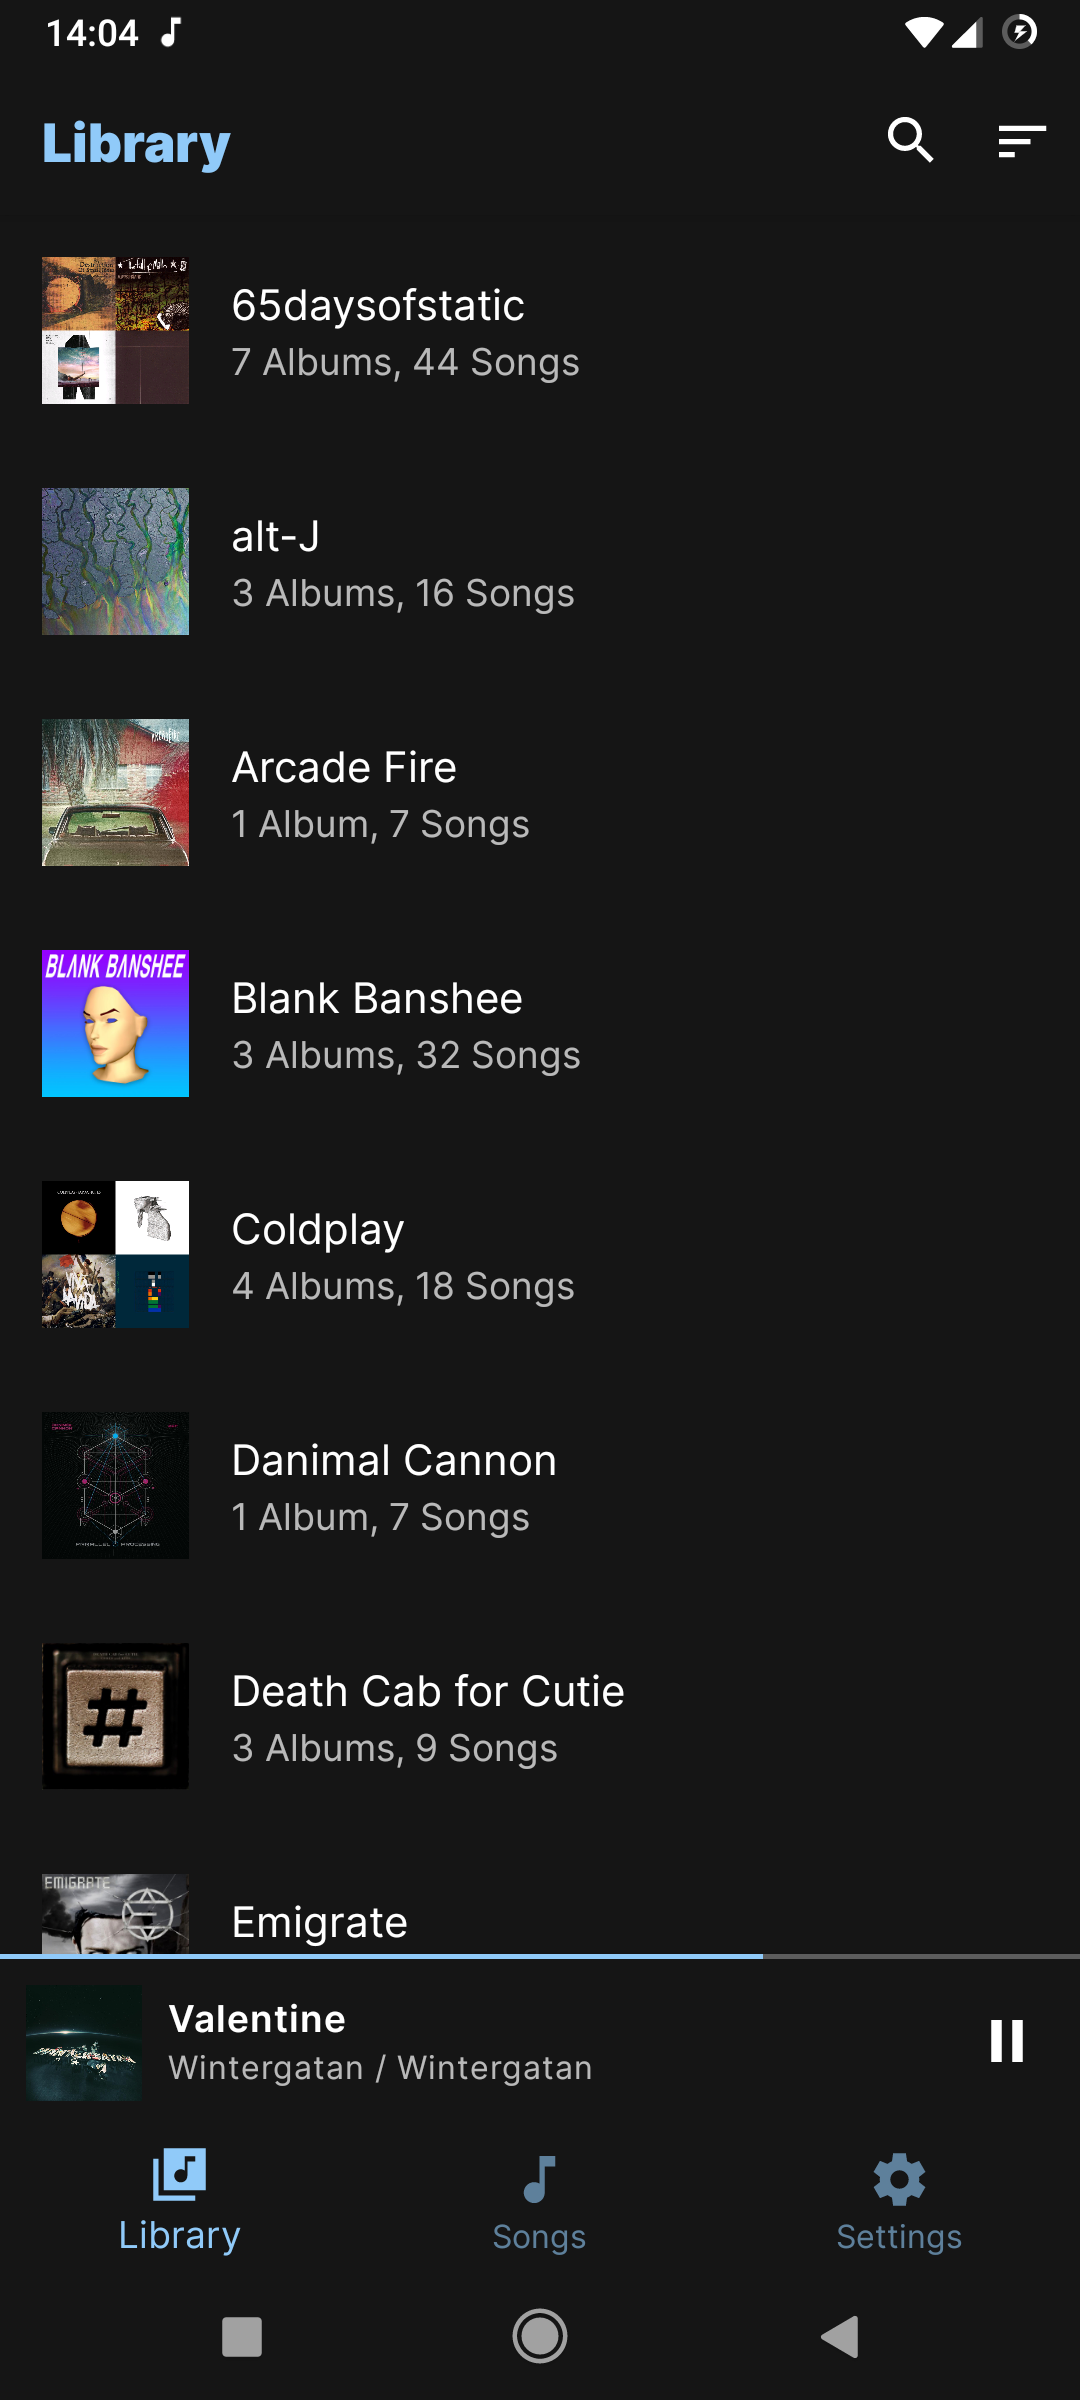 14:04
Library
65daysofstatic
7 Albums, 44 Songs
alt-J
3 Albums, 16 Songs
Arcade Fire
1 Album, 7 Songs
BLANK BANSHEE
Blank Banshee
3 Albums, 32 Songs
Coldplay
4 Albums, 18 Songs
Danimal Cannon
1 Album, 7 Songs
PARALLEL PROCESSING
#
Death Cab for Cutie
3 Albums, 9 Songs
EMIGRATE
Emigrate
Valentine
Wintergatan / Wintergatan
Library
Songs
Settings